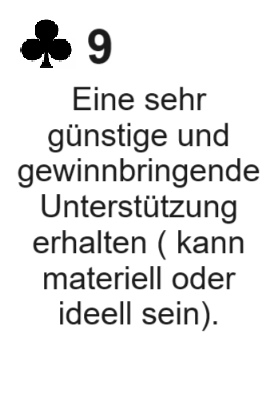 ♣ 9
Eine sehr
günstige und
gewinnbringende
Unterstützung
erhalten ( kann
materiell oder
ideell sein).